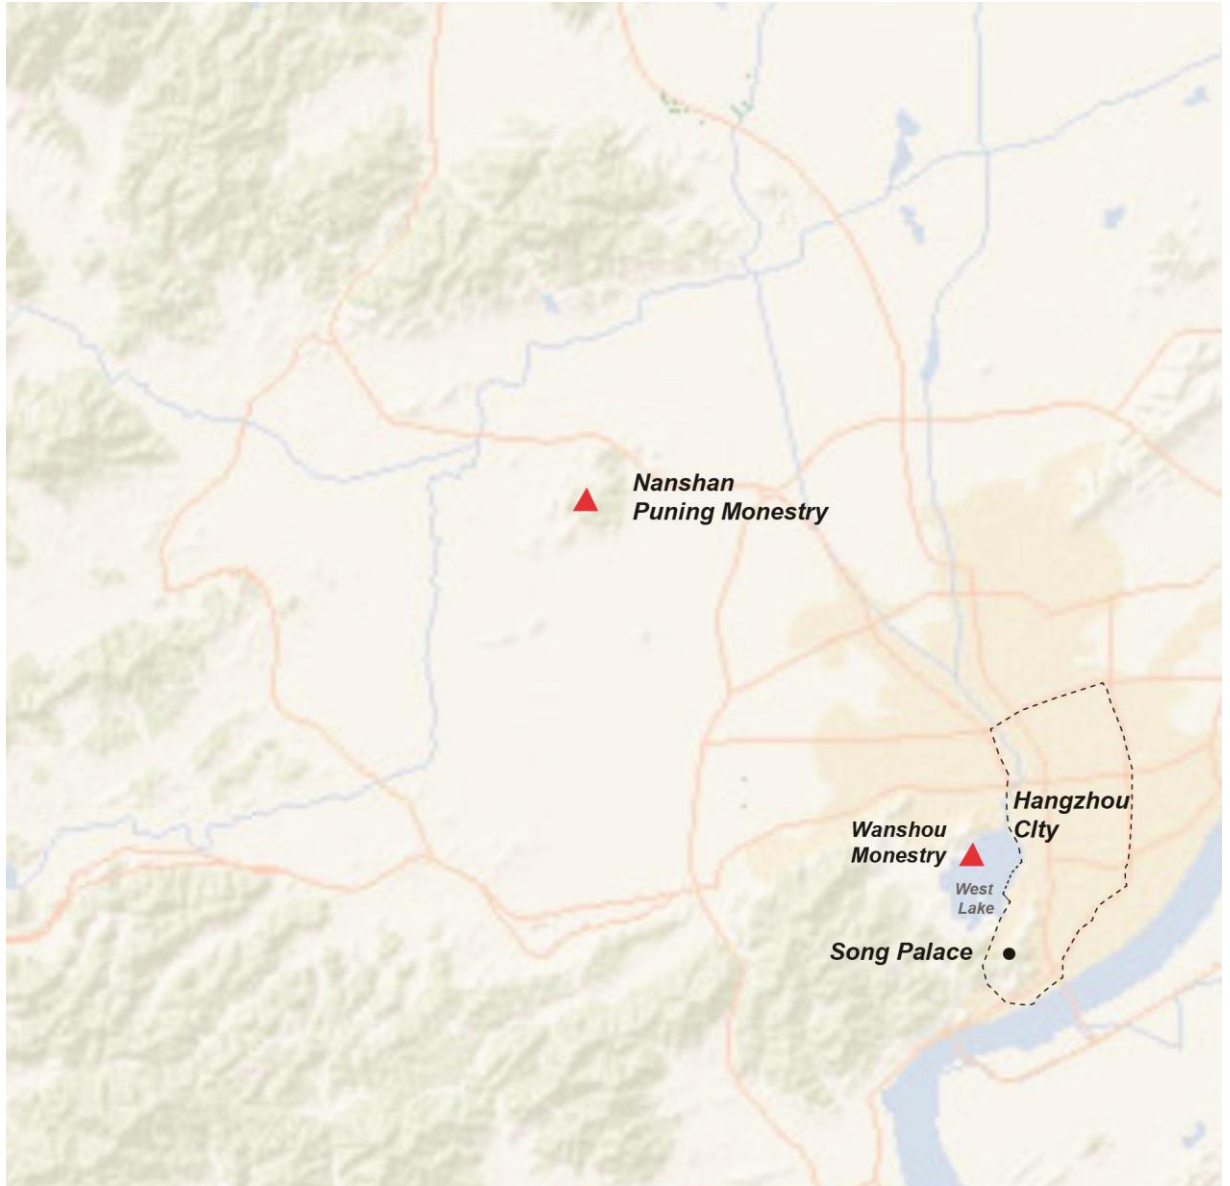 Nanshan
Puning Monestry
Hangzhou
CIty
Wanshou
Monestry
West
Lake
Song Palace